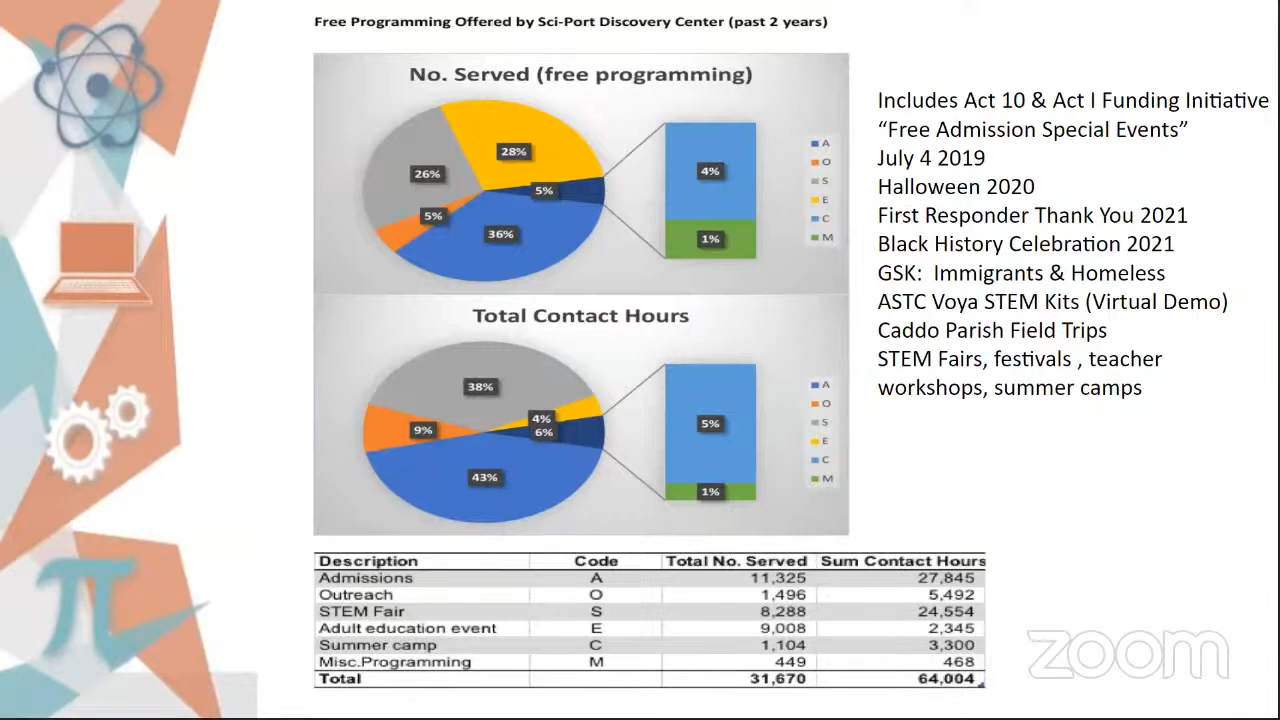 Free Programming Offered by Sci-Port Discovery Center (past 2 years)
No. Served (free programming)
28%
26%
5%
5%
36%
4%
1%
A
O
S
E
C
M
Total Contact Hours
38%
4%
6%
9%
43%
5%
1%
A
O
S
E
C
M
Includes Act 10 & Act I Funding Initiative
“Free Admission Special Events”
July 4 2019
Halloween 2020
First Responder Thank You 2021
Black History Celebration 2021
GSK:  Immigrants & Homeless
ASTC Voya STEM Kits (Virtual Demo)
Caddo Parish Field Trips
STEM Fairs, festivals , teacher
workshops, summer camps
Description Code Total No. Served Sum Contact Hours
Admissions A 11,325 27,845
Outreach O 1,496 5,492
STEM Fair S 8,288 24,554
Adult education event E 9,008 2,345
Summer camp C 1,104 3,300
Misc.Programming M 449 468
Total 31,670 64,004
zoom
π